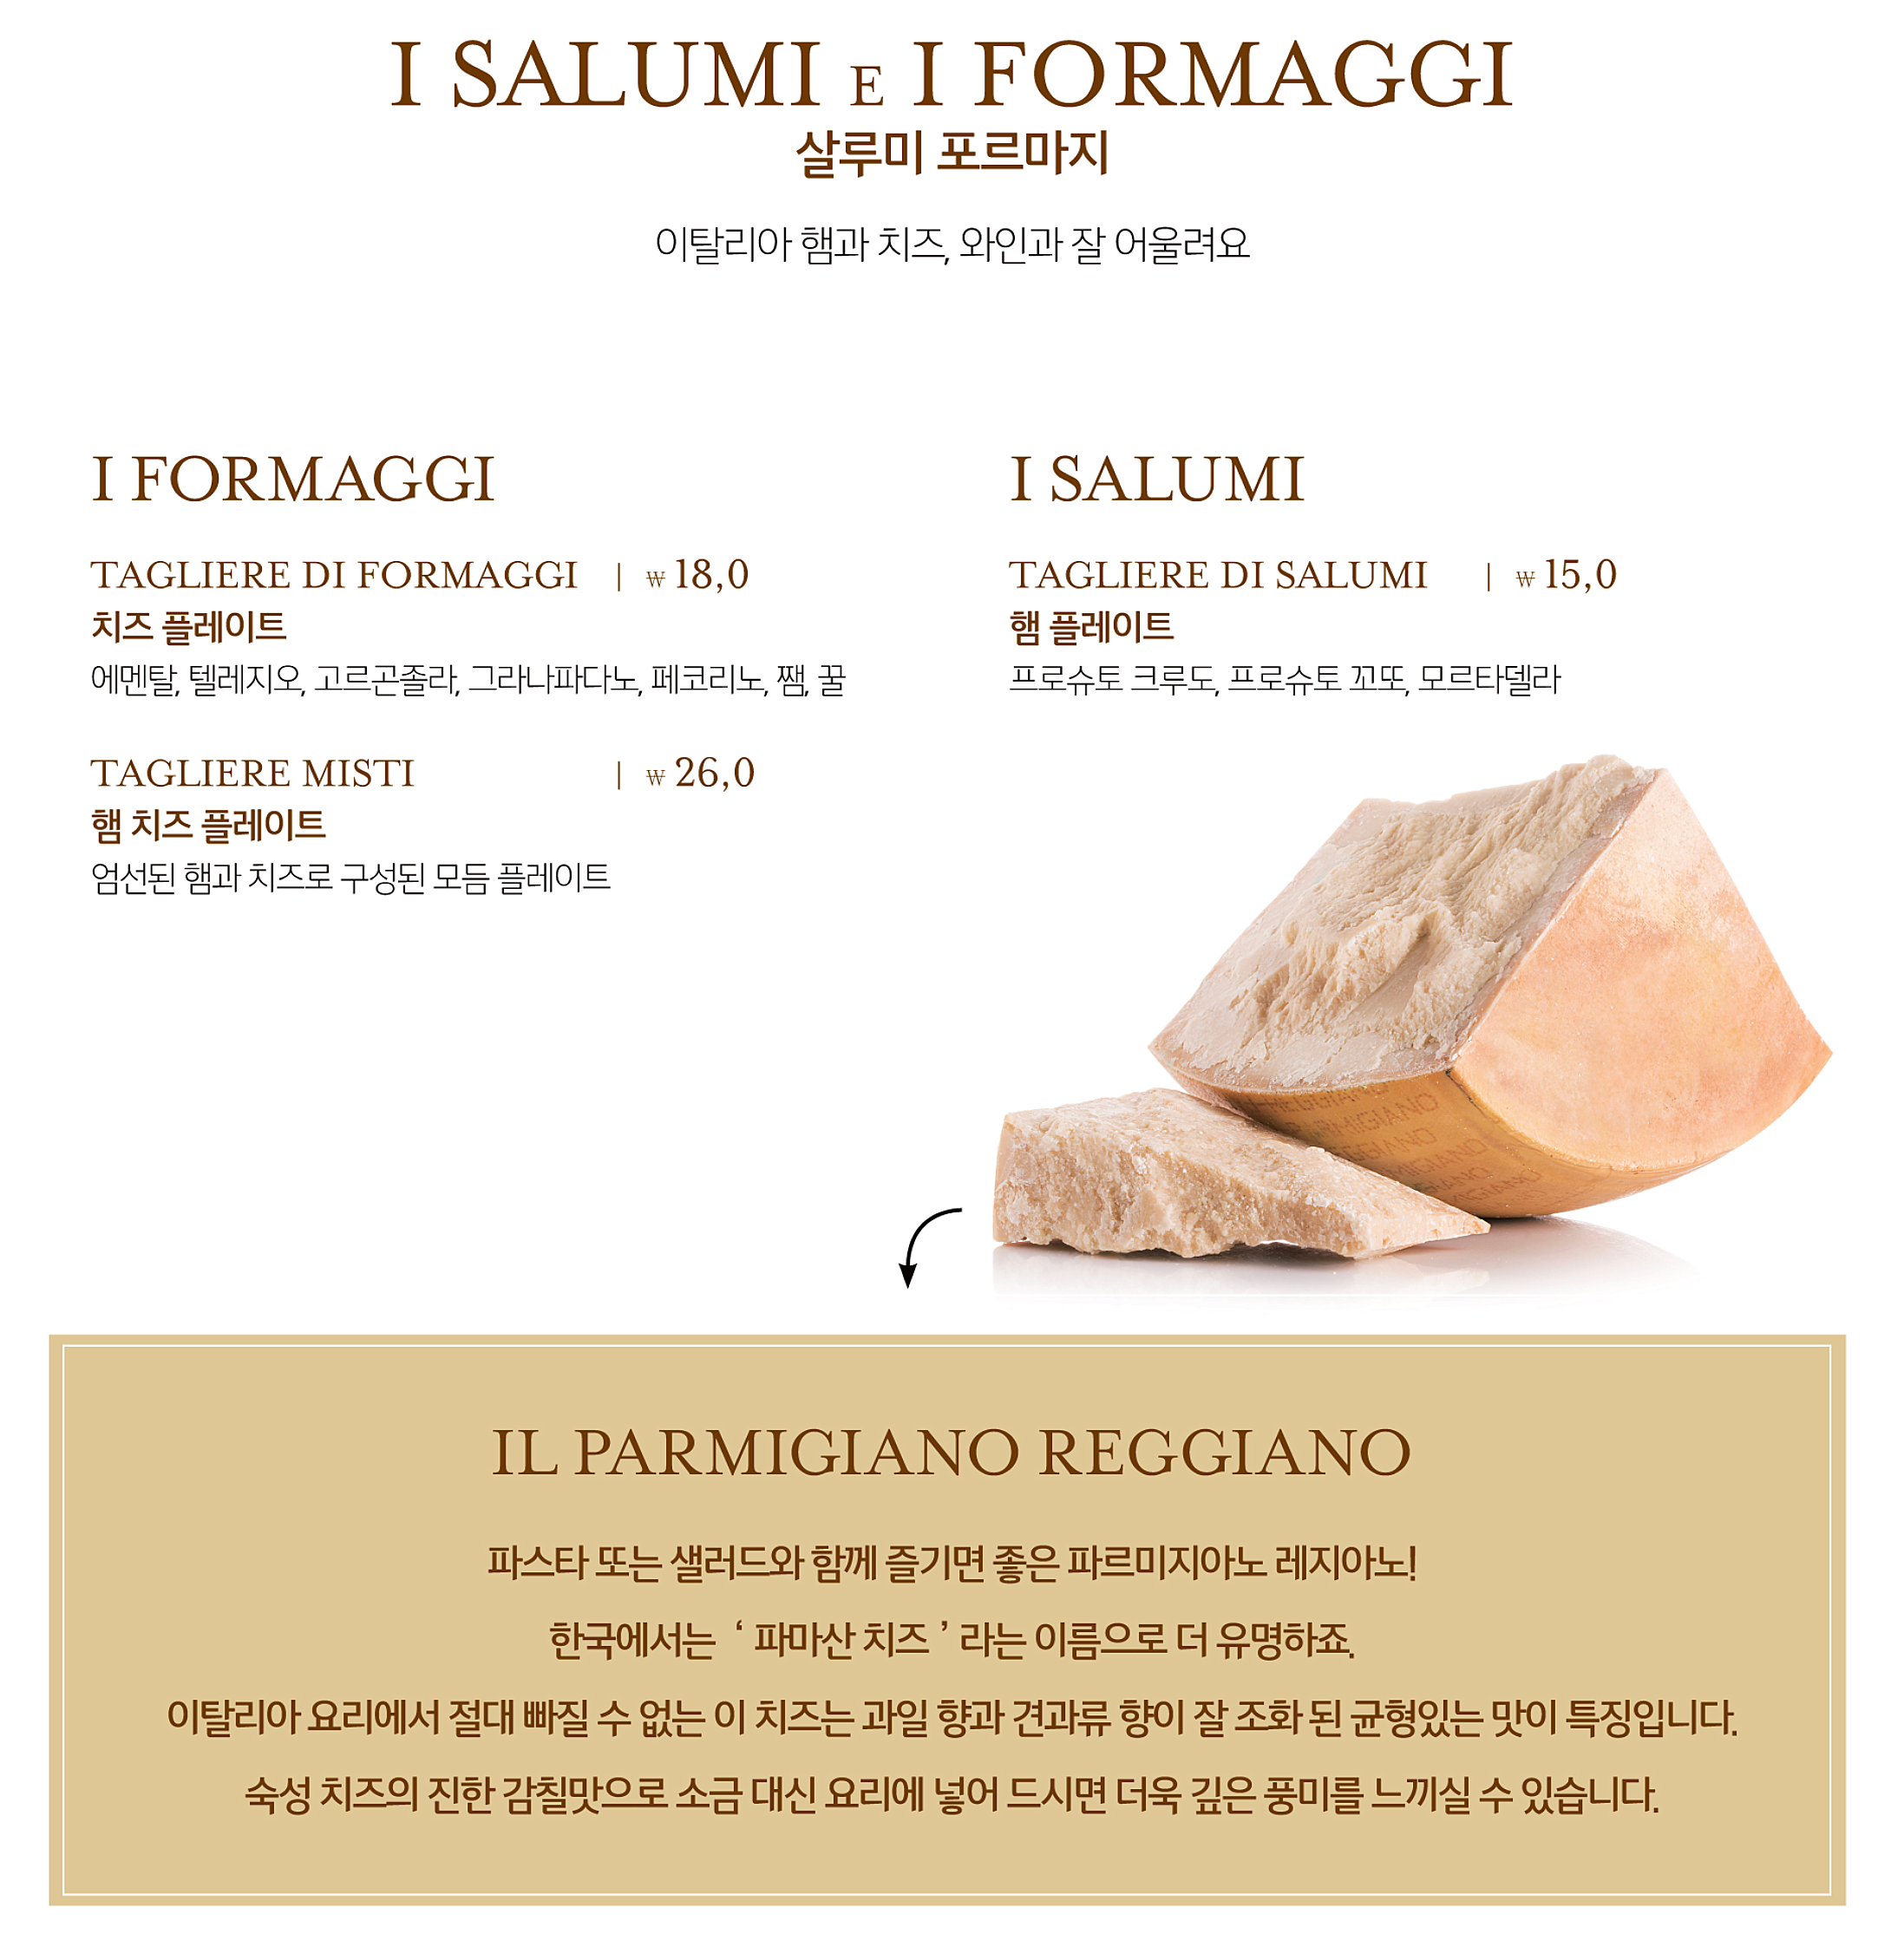 I SALUMI E I FORMAGGI
살루미 포르마지
이탈리아 햄과 치즈, 와인과 잘 어울려요
I FORMAGGI
TAGLIERE DI FORMAGGI | ₩ 18,0
치즈 플레이트
에멘탈, 텔레지오, 고르곤졸라, 그라나파다노, 페코리노, 쨈, 꿀
TAGLIERE MISTI | ₩ 26,0
햄 치즈 플레이트
엄선된 햄과 치즈로 구성된 모듬 플레이트
I SALUMI
TAGLIERE DI SALUMI | ₩ 15,0
햄 플레이트
프로슈토 크루도, 프로슈토 꼬또, 모르타델라
IL PARMIGIANO REGGIANO
파스타 또는 샐러드와 함께 즐기면 좋은 파르미지아노 레지아노!
한국에서는 ‘ 파마산 치즈 ’ 라는 이름으로 더 유명하죠.
이탈리아 요리에서 절대 빠질 수 없는 이 치즈는 과일 향과 견과류 향이 잘 조화 된 균형있는 맛이 특징입니다.
숙성 치즈의 진한 감칠맛으로 소금 대신 요리에 넣어 드시면 더욱 깊은 풍미를 느끼실 수 있습니다.